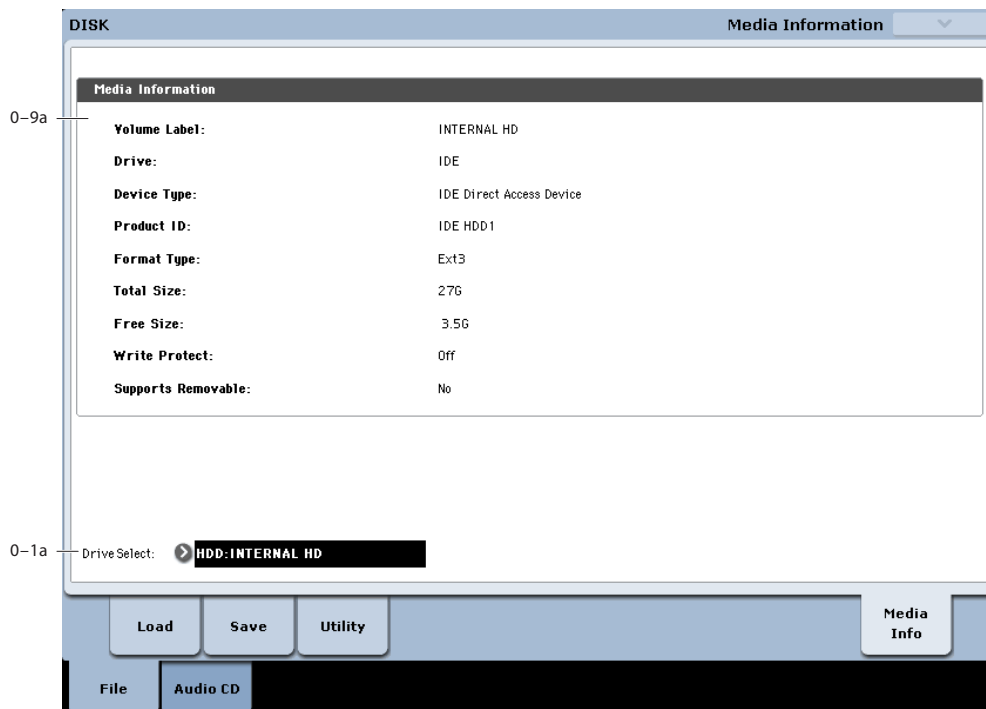 DISK Media Information
Media Information
0–9a
Volume Label: INTERNAL HD
Drive: IDE
Device Type: IDE Direct Access Device
Product ID: IDE HDD1
Format Type: Ext3
Total Size: 27G
Free Size: 3.5G
Write Protect: Off
Supports Removable: No
0–1a
Drive Select: HDD:INTERNAL HD
Load Save Utility Media Info
File Audio CD